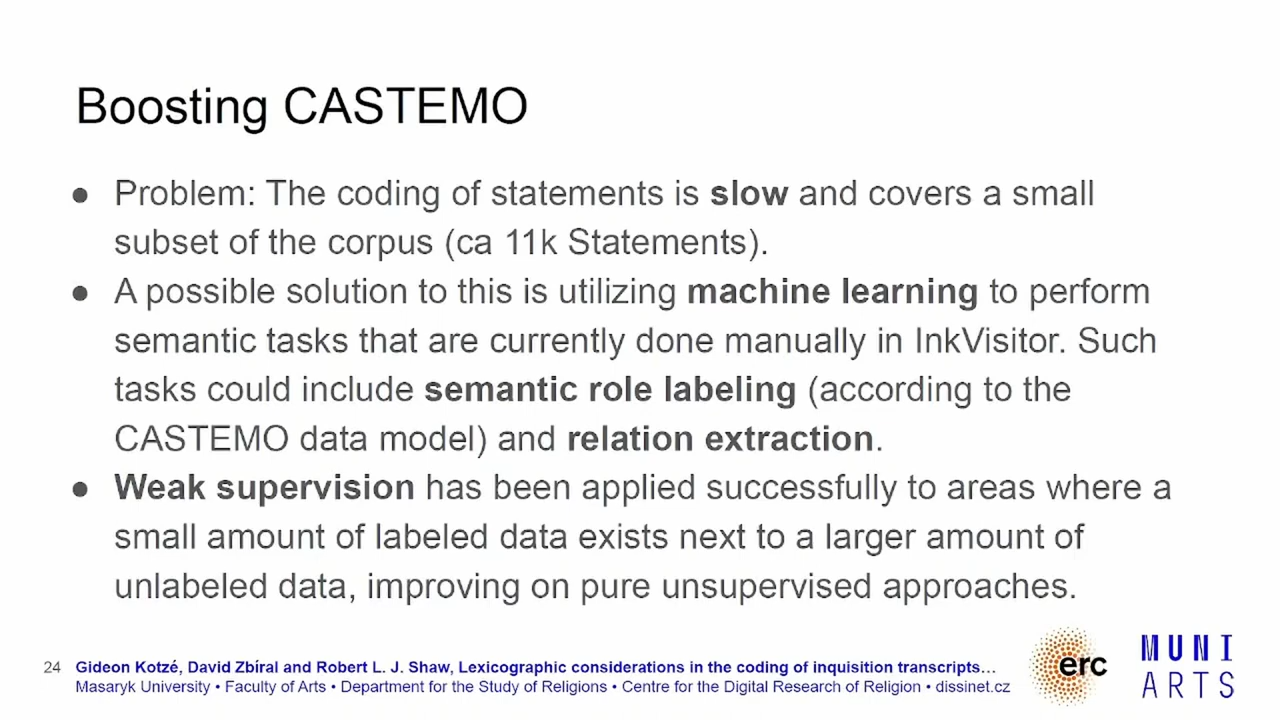 Boosting CASTEMO
● Problem: The coding of statements is slow and covers a small
subset of the corpus (ca 11k Statements).
● A possible solution to this is utilizing machine learning to perform
semantic tasks that are currently done manually in InkVisitor. Such
tasks could include semantic role labeling (according to the
CASTEMO data model) and relation extraction.
● Weak supervision has been applied successfully to areas where a
small amount of labeled data exists next to a larger amount of
unlabeled data, improving on pure unsupervised approaches.
24 Gideon Kotzé, David Zbíral and Robert L. J. Shaw, Lexicographic considerations in the coding of inquisition transcripts…
Masaryk University • Faculty of Arts • Department for the Study of Religions • Centre for the Digital Research of Religion • dissinet.cz
erc
MUNI
ARTS